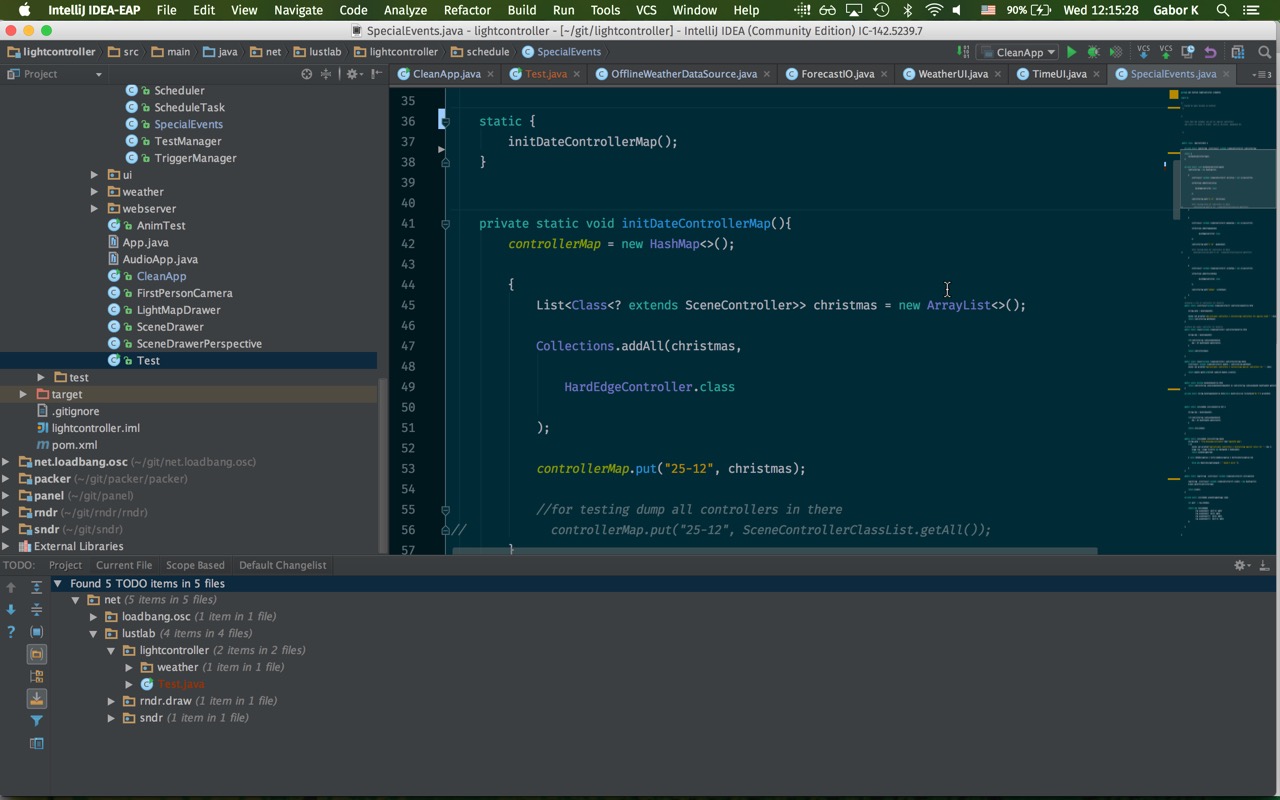 IntelliJ IDEA-EAP File Edit View Navigate Code Analyze Refactor Build Run Tools VCS Window Help 90% Wed 12:15:28 Gabor K
SpecialEvents.java - lightcontroller - [~/git/lightcontroller] - IntelliJ IDEA (Community Edition) IC-142.5239.7
lightcontroller src main java net lustlab lightcontroller schedule SpecialEvents CleanApp VCS VCS
Project CleanApp.java Test.java OfflineWeatherDataSource.java ForecastIO.java WeatherUI.java TimeUI.java SpecialEvents.java 3
Scheduler
ScheduleTask
SpecialEvents
TestManager
TriggerManager
ui
weather
webserver
AnimTest
App.java
AudioApp.java
CleanApp
FirstPersonCamera
LightMapDrawer
SceneDrawer
SceneDrawerPerspective
Test
test
target
.gitignore
lightcontroller.iml
pom.xml
net.loadbang.osc (~/git/net.loadbang.osc)
packer (~/git/packer/packer)
panel (~/git/panel)
rndr (~/git/rndr/rndr)
sndr (~/git/sndr)
External Libraries
35
36 static {
37 initDateControllerMap();
38 }
39
40
41 private static void initDateControllerMap(){
42 controllerMap = new HashMap<>();
43
44 {
45 List<Class<? extends SceneController>> christmas = new ArrayList<>();
46
47 Collections.addAll(christmas,
48
49 HardEdgeController.class
50
51 );
52
53 controllerMap.put("25-12", christmas);
54
55 //for testing dump all controllers in there
56 // controllerMap.put("25-12", SceneControllerClassList.getAll());
57 }
TODO: Project Current File Scope Based Default Changelist
Found 5 TODO items in 5 files
net (5 items in 5 files)
loadbang.osc (1 item in 1 file)
lustlab (4 items in 4 files)
lightcontroller (2 items in 2 files)
weather (1 item in 1 file)
Test.java
rndr.draw (1 item in 1 file)
sndr (1 item in 1 file)